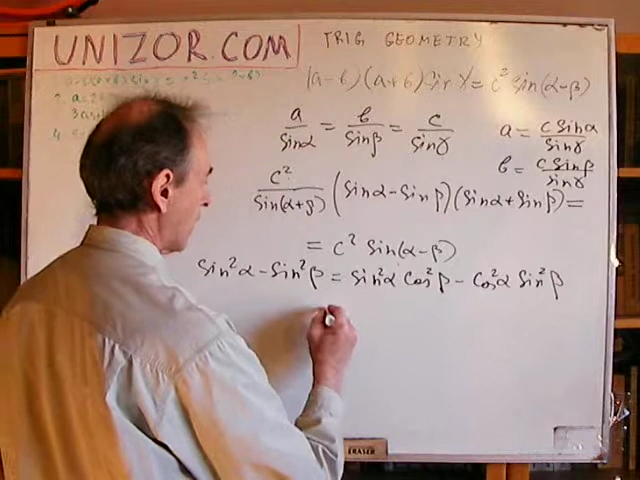 UNIZOR.COM
TRIG GEOMETRY
(a-b)(a+b) sin γ = c² sin(α-β)
a/sinα = b/sinβ = c/sinγ
a = c sinα/sinγ
b = c sinβ/sinγ
c²/sin(α+β) (sinα - sinβ)(sinα + sinβ) =
= c² sin(α-β)
sin²α - sin²β = sin²α cos²β - cos²α sin²β
ERASER